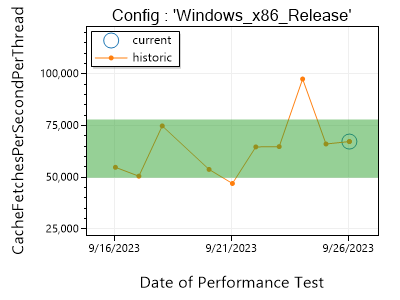 Config : 'Windows_x86_Release'
current
historic
CacheFetchesPerSecondPerThread
100,000
75,000
50,000
25,000
9/16/2023
9/21/2023
9/26/2023
Date of Performance Test